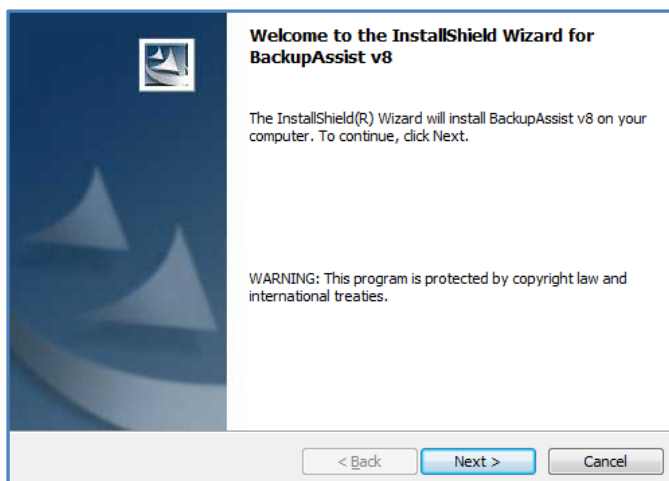 Welcome to the InstallShield Wizard for
BackupAssist v8
The InstallShield(R) Wizard will install BackupAssist v8 on your
computer. To continue, click Next.
WARNING: This program is protected by copyright law and
international treaties.
< Back
Next >
Cancel